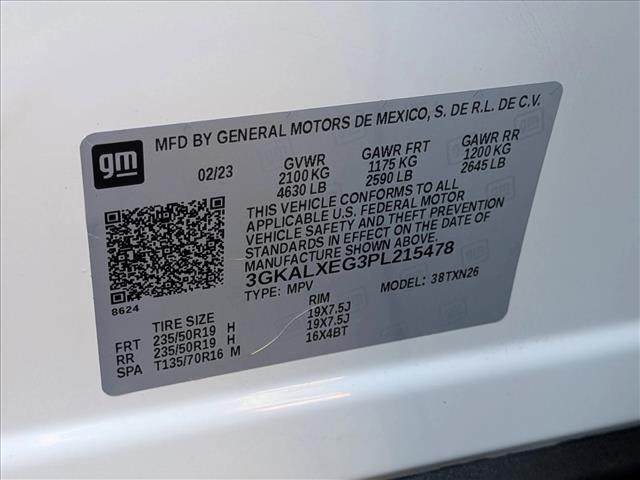 gm
MFD BY GENERAL MOTORS DE MEXICO, S. DE R.L. DE C.V.
02/23 GVWR GAWR FRT GAWR RR
2100 KG 1175 KG 1200 KG
4630 LB 2590 LB 2645 LB
THIS VEHICLE CONFORMS TO ALL
APPLICABLE U.S. FEDERAL MOTOR
VEHICLE SAFETY AND THEFT PREVENTION
STANDARDS IN EFFECT ON THE DATE OF
MANUFACTURE SHOWN ABOVE.
3GKALXEG3PL215478
TYPE: MPV MODEL: 38TXN26
8624
TIRE SIZE RIM
FRT 235/50R19 H 19X7.5J
RR 235/50R19 H 19X7.5J
SPA T135/70R16 M 16X4BT